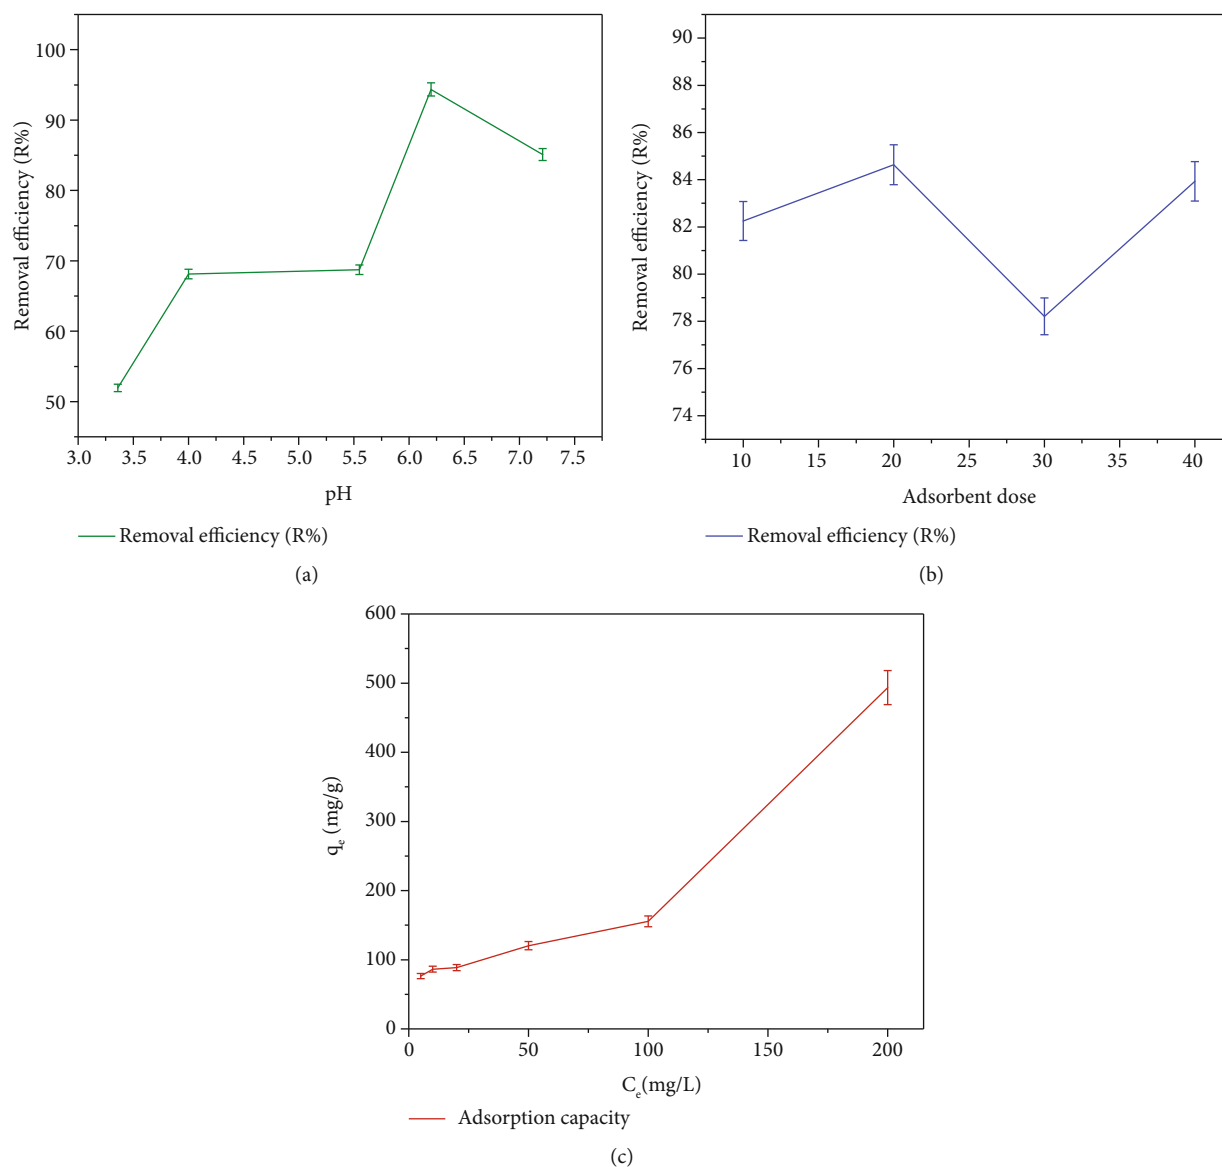 100
90
80
70
60
50
Removal efficiency (R%)
3.0 3.5 4.0 4.5 5.0 5.5 6.0 6.5 7.0 7.5
pH
Removal efficiency (R%)
(a)
90
88
86
84
82
80
78
76
74
Removal efficiency (R%)
10 15 20 25 30 35 40
Adsorbent dose
Removal efficiency (R%)
(b)
600
500
400
300
200
100
0
qₑ (mg/g)
0 50 100 150 200
Cₑ(mg/L)
Adsorption capacity
(c)